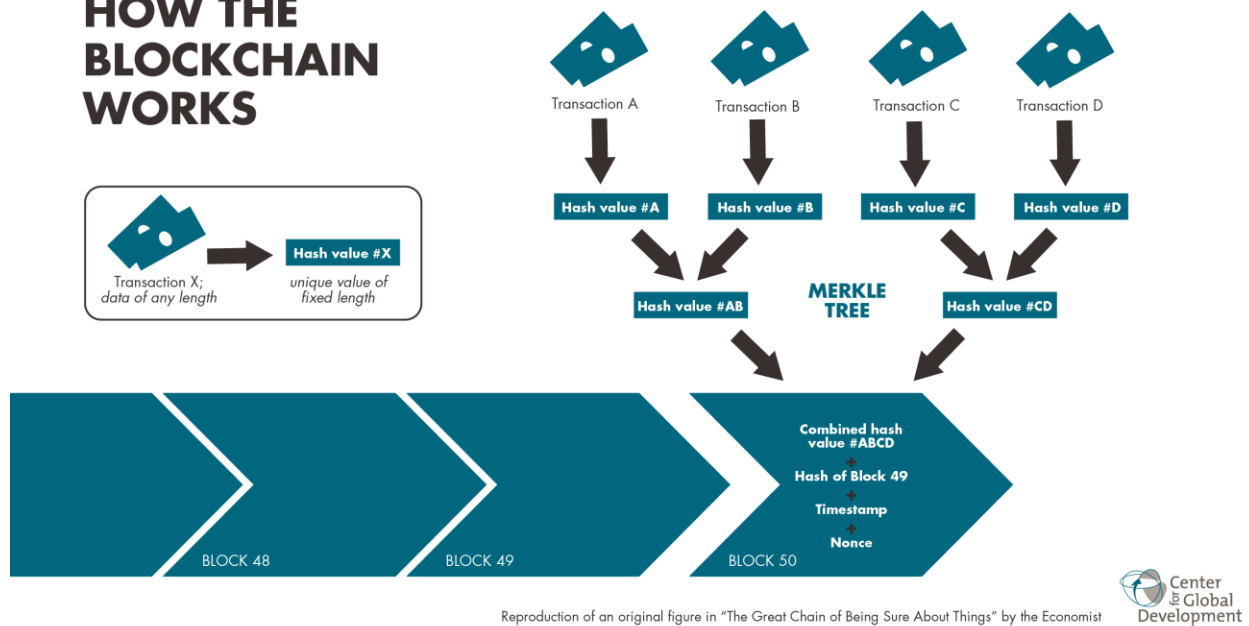 HOW THE
BLOCKCHAIN
WORKS
Transaction A
Transaction B
Transaction C
Transaction D
Hash value #A
Hash value #B
Hash value #C
Hash value #D
Transaction X;
data of any length
Hash value #X
unique value of
fixed length
Hash value #AB
MERKLE
TREE
Hash value #CD
BLOCK 48
BLOCK 49
BLOCK 50
Combined hash
value #ABCD
+
Hash of Block 49
+
Timestamp
+
Nonce
Reproduction of an original figure in “The Great Chain of Being Sure About Things” by the Economist
Center
for Global
Development